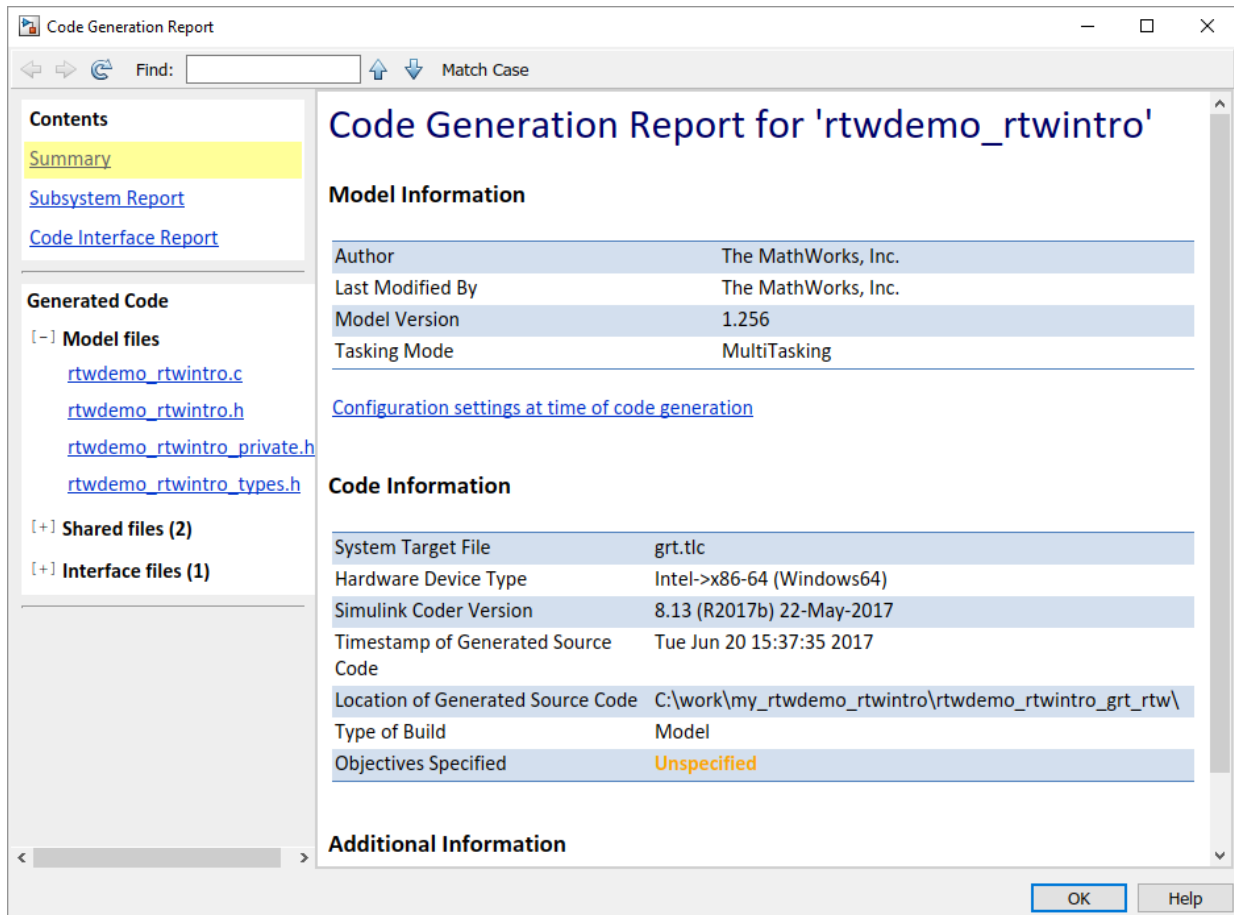 Code Generation Report
Find:
Match Case
Contents
Summary
Subsystem Report
Code Interface Report
Generated Code
[-] Model files
rtwdemo_rtwintro.c
rtwdemo_rtwintro.h
rtwdemo_rtwintro_private.h
rtwdemo_rtwintro_types.h
[+] Shared files (2)
[+] Interface files (1)
Code Generation Report for 'rtwdemo_rtwintro'
Model Information
Author The MathWorks, Inc.
Last Modified By The MathWorks, Inc.
Model Version 1.256
Tasking Mode MultiTasking
Configuration settings at time of code generation
Code Information
System Target File grt.tlc
Hardware Device Type Intel->x86-64 (Windows64)
Simulink Coder Version 8.13 (R2017b) 22-May-2017
Timestamp of Generated Source Tue Jun 20 15:37:35 2017
Code
Location of Generated Source Code C:\work\my_rtwdemo_rtwintro\rtwdemo_rtwintro_grt_rtw\
Type of Build Model
Objectives Specified Unspecified
Additional Information
OK Help